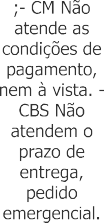 ;- CM Não
atende as
condições de
pagamento,
nem à vista. -
CBS Não
atendem o
prazo de
entrega,
pedido
emergencial.